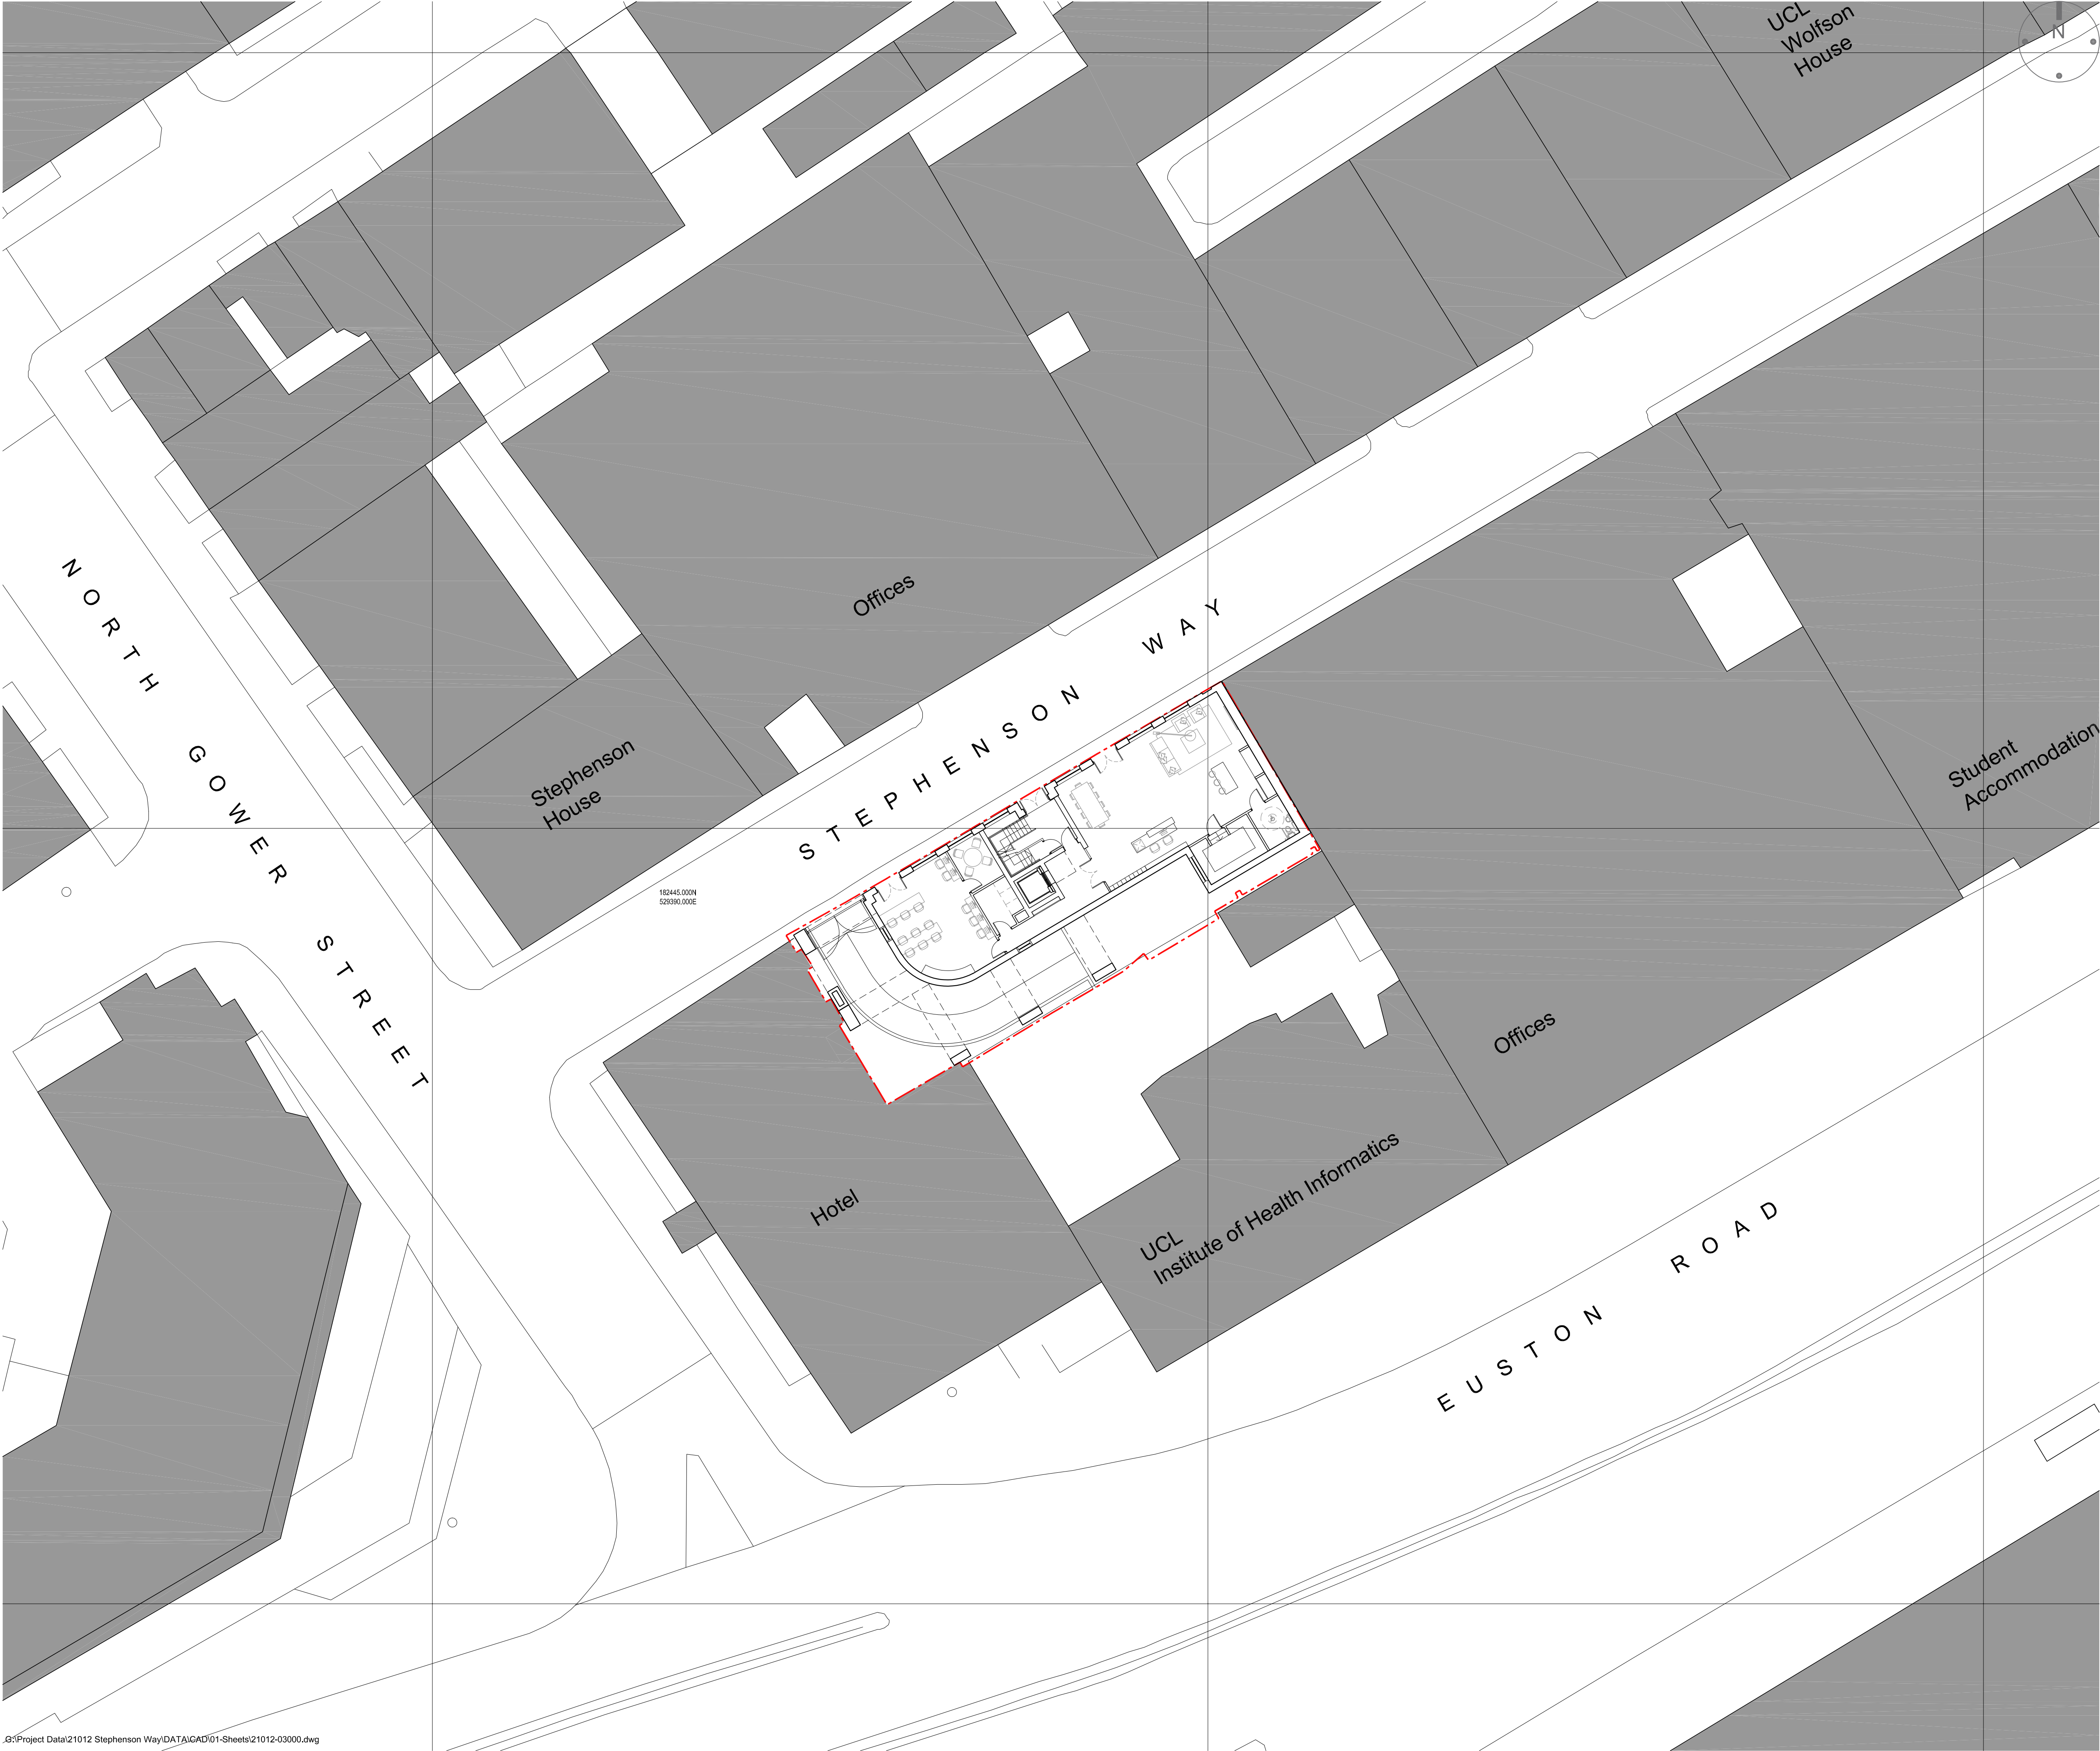 UCL
Wolfson
House
N
NORTH GOWER STREET
Offices
STEPHENSON WAY
Stephenson
House
Student
Accommodation
182445.000N
529390.000E
Offices
Hotel
UCL
Institute of Health Informatics
EUSTON ROAD
G:\Project Data\21012 Stephenson Way\DATA\CAD\01-Sheets\21012-03000.dwg